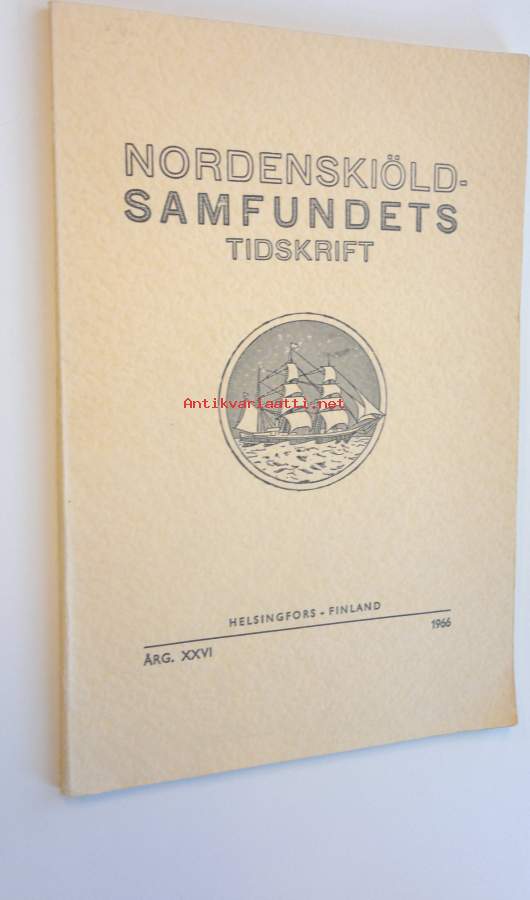 NORDENSKIÖLD-
SAMFUNDETS
TIDSKRIFT
Antikvariaatti.net
HELSINGFORS - FINLAND
ÅRG. XXVI 1966